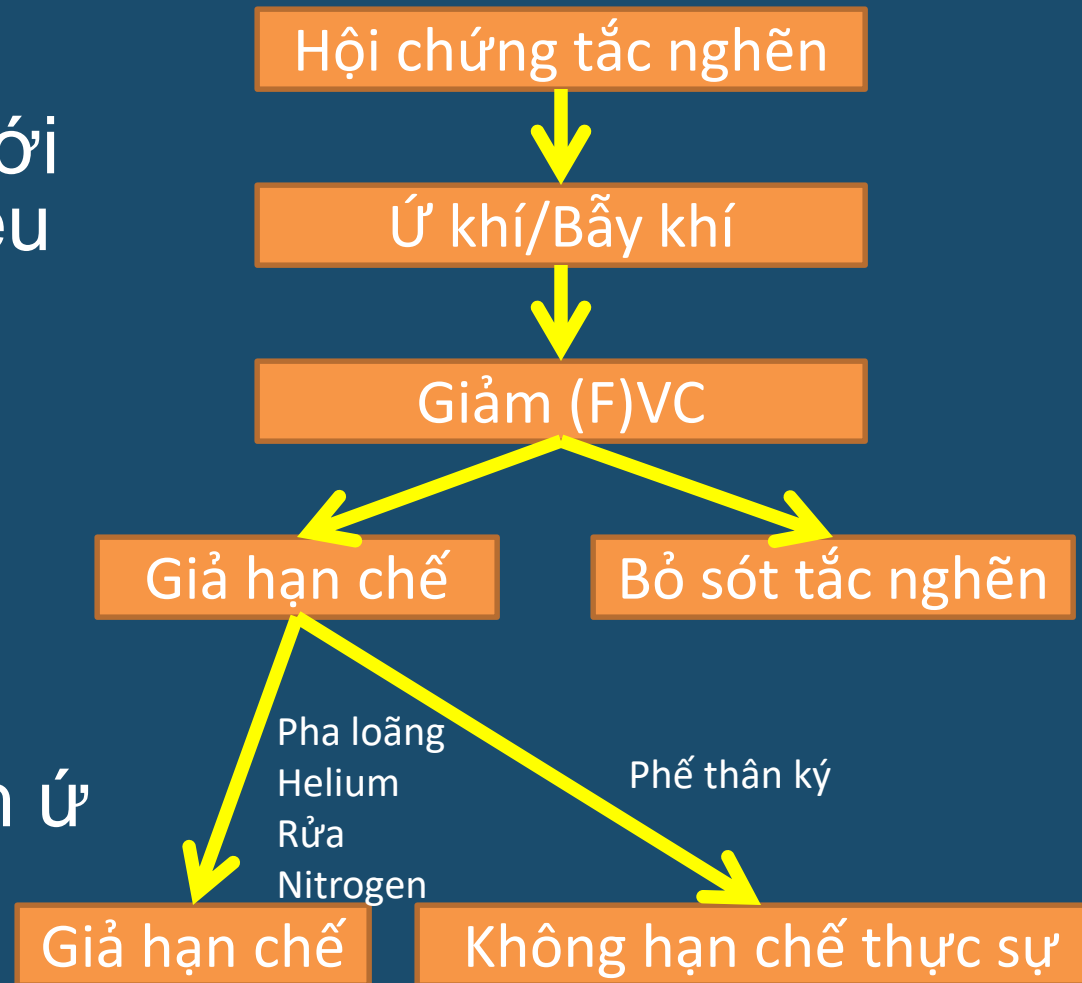 Hội chứng tắc nghẽn
ới
Ứ khí/Bẫy khí
Giảm (F)VC
Giả hạn chế
Bỏ sót tắc nghẽn
Pha loãng
Helium
Rửa
Nitrogen
Phế thân ký
ứ
Giả hạn chế
Không hạn chế thực sự